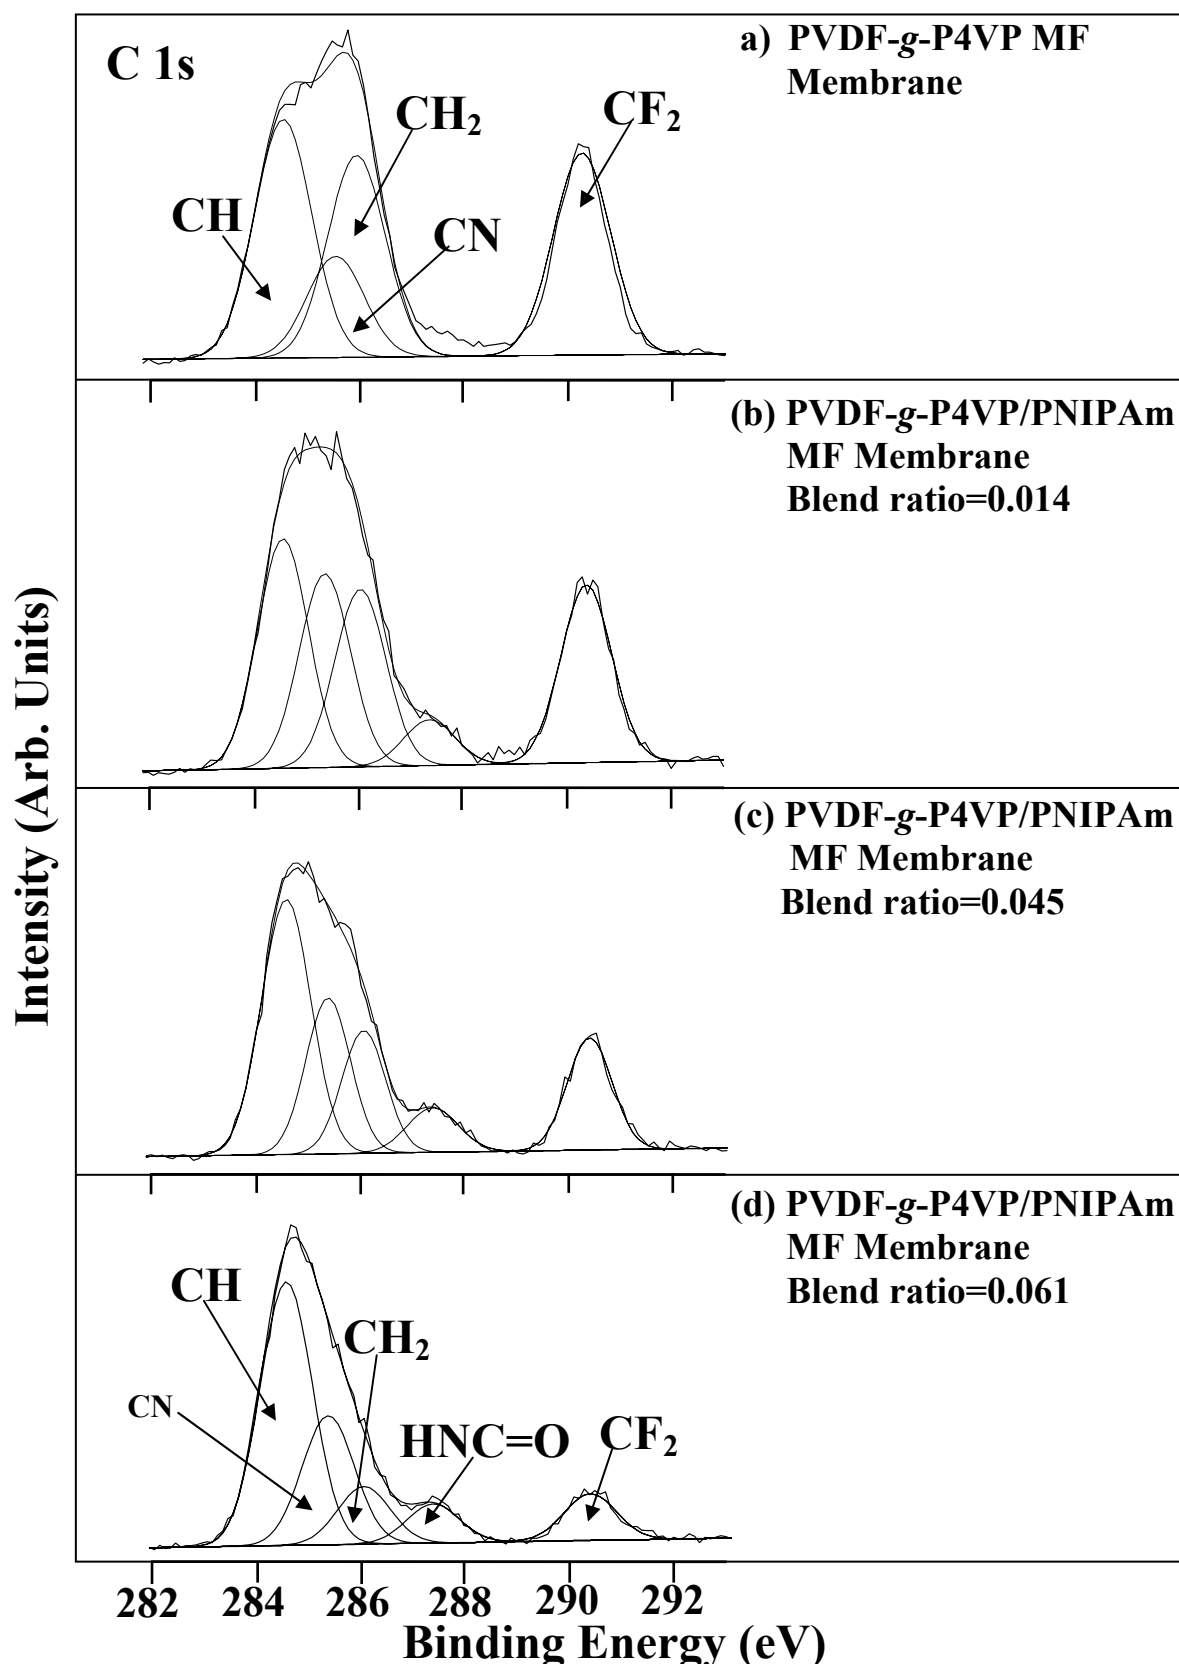 C 1s
a) PVDF-g-P4VP MF
Membrane
CH₂
CF₂
CH
CN
(b) PVDF-g-P4VP/PNIPAm
MF Membrane
Blend ratio=0.014
(c) PVDF-g-P4VP/PNIPAm
MF Membrane
Blend ratio=0.045
(d) PVDF-g-P4VP/PNIPAm
MF Membrane
Blend ratio=0.061
CH
CH₂
CN
HNC=O
CF₂
282 284 286 288 290 292
Binding Energy (eV)
Intensity (Arb. Units)